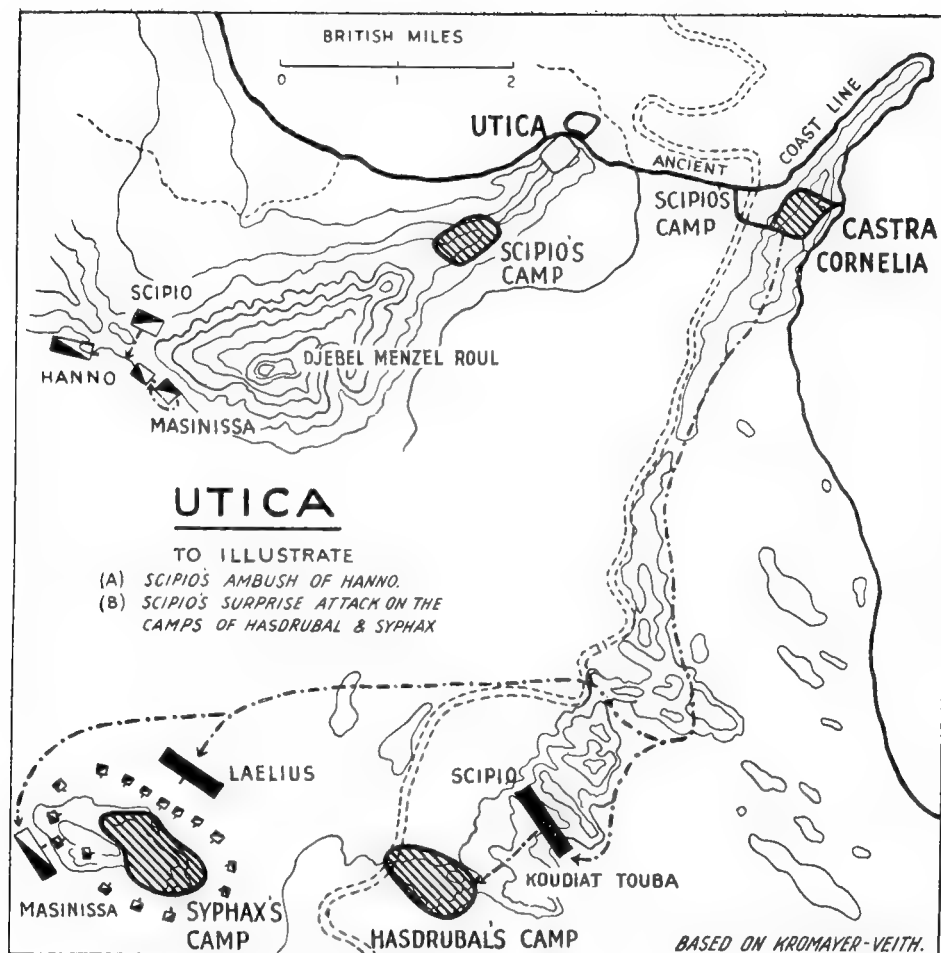 BRITISH MILES
0 1 2
UTICA
ANCIENT
COAST LINE
SCIPIO'S
CAMP
CASTRA
CORNELIA
SCIPIO'S
CAMP
SCIPIO
HANNO
DJEBEL MENZEL ROUL
MASINISSA
UTICA
TO ILLUSTRATE
(A) SCIPIO'S AMBUSH OF HANNO.
(B) SCIPIO'S SURPRISE ATTACK ON THE
CAMPS OF HASDRUBAL & SYPHAX
LAELIUS
SCIPIO
KOUDIAT TOUBA
MASINISSA
SYPHAX'S
CAMP
HASDRUBAL'S CAMP
BASED ON KROMAYER-VEITH.